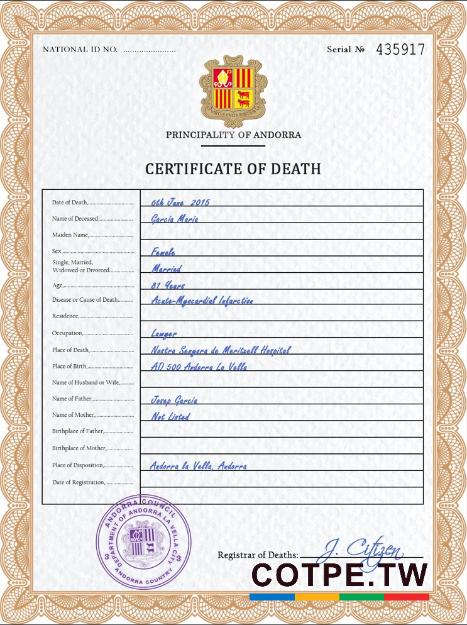 NATIONAL ID NO. ........................
Serial № 435917
PRINCIPALITY OF ANDORRA
CERTIFICATE OF DEATH
Date of Death, 6th June 2015
Name of Deceased, Garcia Maria
Maiden Name,
Sex, Female
Single, Married,
Widowed or Divorced, Married
Age, 81 Years
Disease or Cause of Death, Acute-Myocardial Infarction
Residence,
Occupation, Lawyer
Place of Death, Nostra Senyora de Meritxell Hospital
Place of Birth, AD 500 Andorra La Vella
Name of Husband or Wife,
Name of Father, Josep Garcia
Name of Mother, Not Listed
Birthplace of Father,
Birthplace of Mother,
Place of Disposition, Andorra la Vella, Andorra
Date of Registration,
ANDORRA COUNCIL
DEPARTMENT OF ANDORRA LA VELLA CITY
ANDORRA COUNTRY
Registrar of Deaths: J. Citizen
COTPE.TW